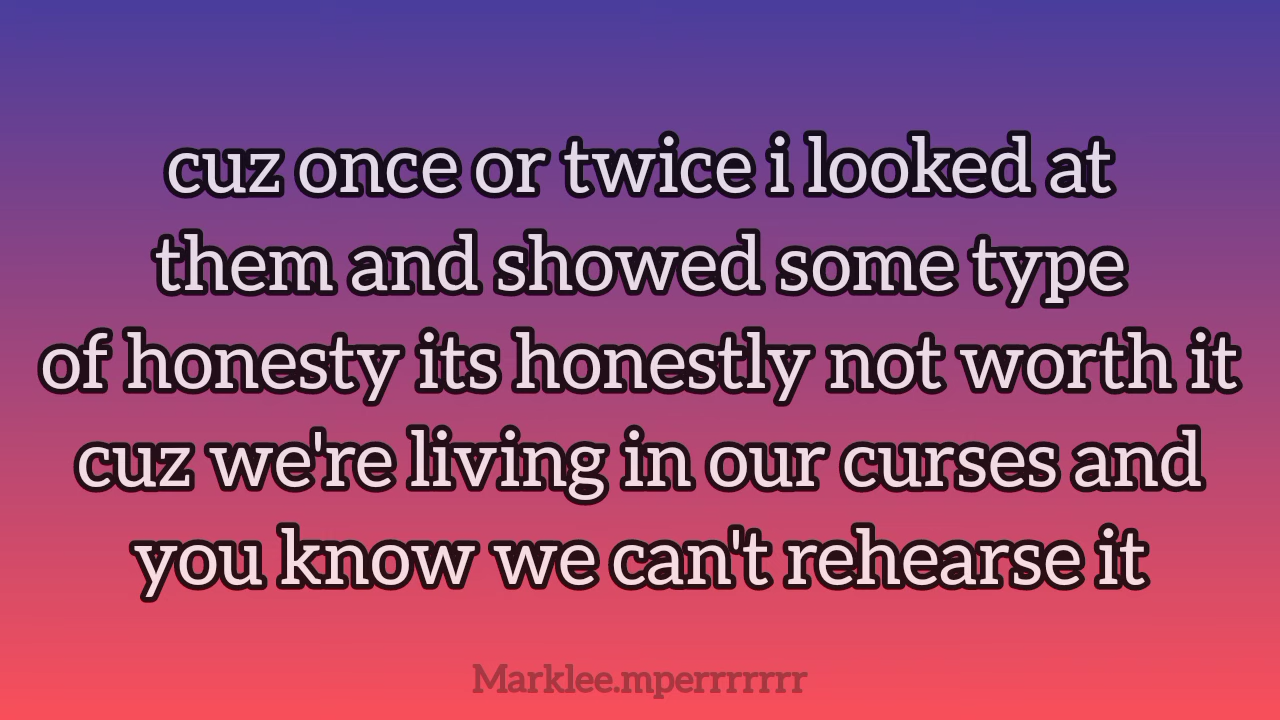 cuz once or twice i looked at
them and showed some type
of honesty its honestly not worth it
cuz we're living in our curses and
you know we can't rehearse it
Marklee.mperrrrrrr